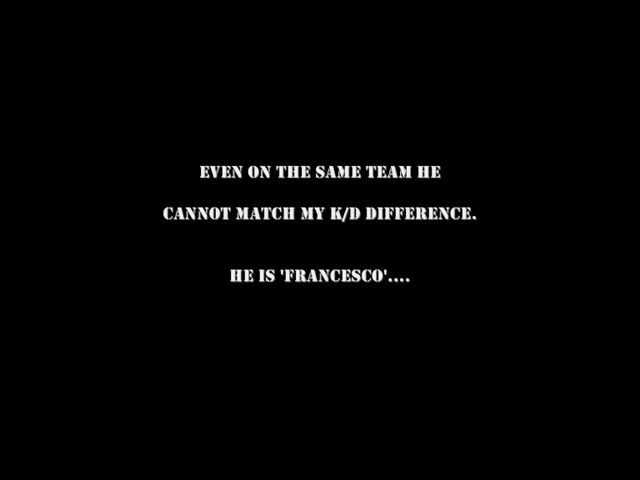 EVEN ON THE SAME TEAM HE
CANNOT MATCH MY K/D DIFFERENCE.
HE IS 'FRANCESCO'....